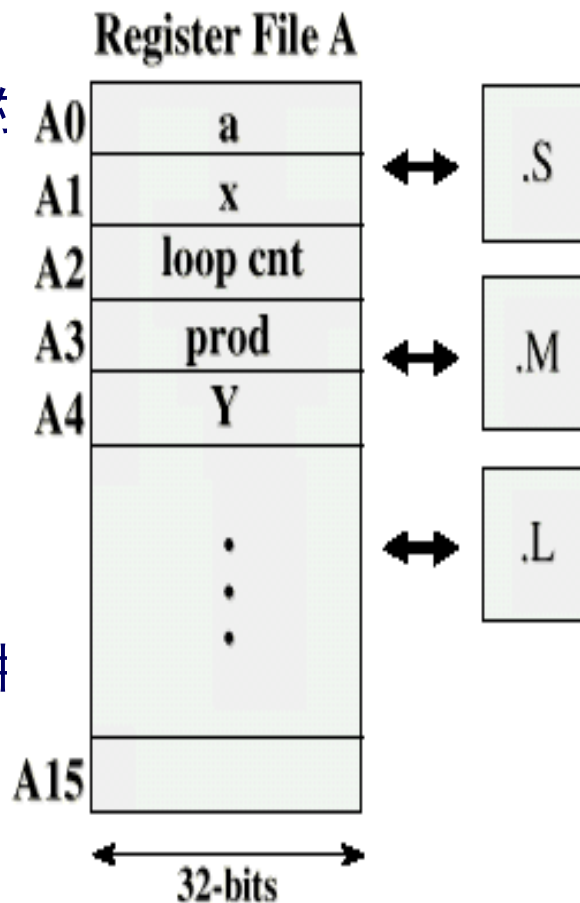 Register File A
A0 a .S
A1 x
A2 loop cnt
A3 prod .M
A4 Y
.L
A15
32-bits